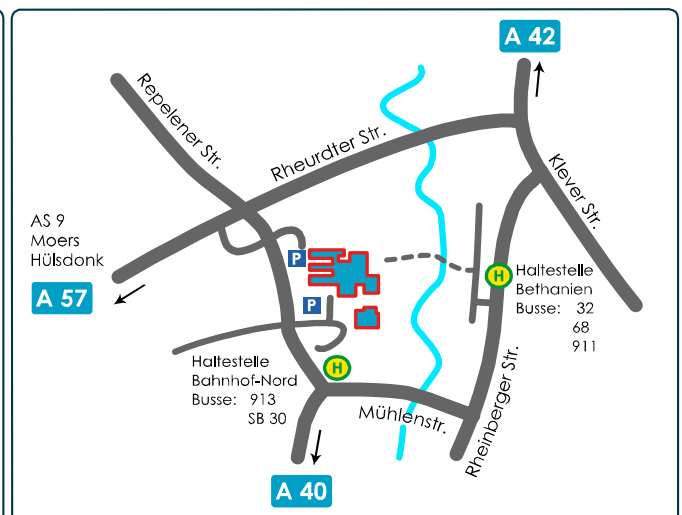 A 42
Repelener Str.
Rheurdter Str.
Klever Str.
AS 9
Moers
Hülsdonk
A 57
P
P
H
Haltestelle
Bethanien
Busse: 32
68
911
Haltestelle
Bahnhof-Nord
Busse: 913
SB 30
H
Mühlenstr.
Rheinberger Str.
A 40